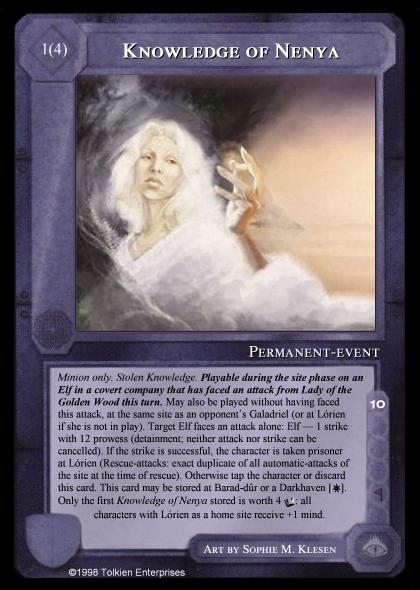 1(4)
KNOWLEDGE OF NENYA
PERMANENT-EVENT
Minion only. Stolen Knowledge. Playable during the site phase on an
Elf in a covert company that has faced an attack from Lady of the
Golden Wood this turn. May also be played without having faced
this attack, at the same site as an opponent's Galadriel (or at Lórien
if she is not in play). Target Elf faces an attack alone: Elf — 1 strike
with 12 prowess (detainment; neither attack nor strike can be
cancelled). If the strike is successful, the character is taken prisoner
at Lórien (Rescue-attacks: exact duplicate of all automatic-attacks of
the site at the time of rescue). Otherwise tap the character or discard
this card. This card may be stored at Barad-dûr or a Darkhaven [✷].
Only the first Knowledge of Nenya stored is worth 4 : all
characters with Lórien as a home site receive +1 mind.
10
ART BY SOPHIE M. KLESEN
©1998 Tolkien Enterprises